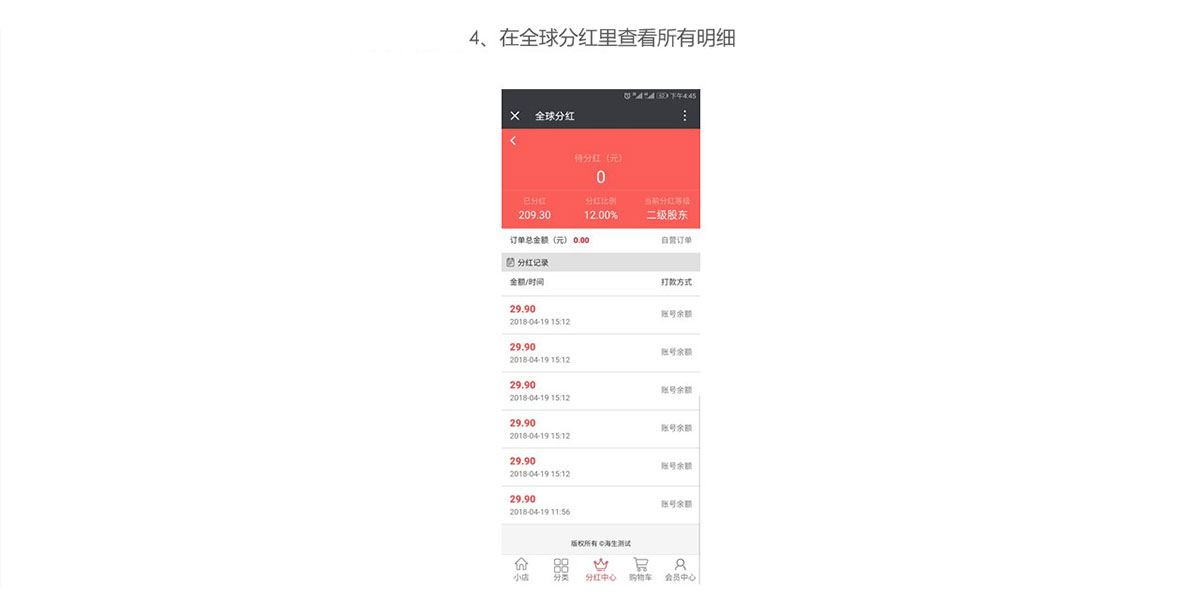 4、在全球分红里查看所有明细
62 下午4:45
全球分红
待分红（元）
0
已分红 分红比例 当前分红等级
209.30 12.00% 二级股东
订单总金额（元） 0.00 自营订单
分红记录
金额/时间 打款方式
29.90
2018-04-19 15:12 账号余额
29.90
2018-04-19 15:12 账号余额
29.90
2018-04-19 15:12 账号余额
29.90
2018-04-19 15:12 账号余额
29.90
2018-04-19 15:12 账号余额
29.90
2018-04-19 11:56 账号余额
版权所有 ©海生测试
小店 分类 分红中心 购物车 会员中心